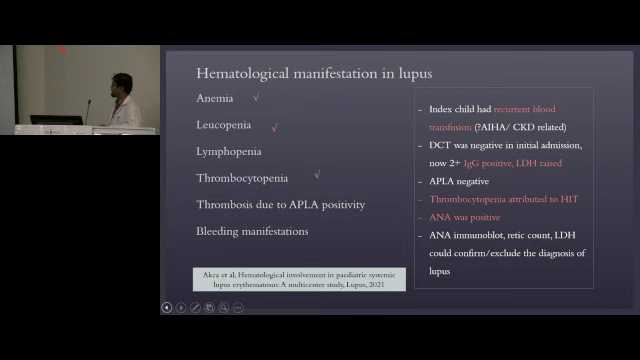 Hematological manifestation in lupus
Anemia √
Leucopenia √
Lymphopenia
Thrombocytopenia √
Thrombosis due to APLA positivity
Bleeding manifestations
Akca et al, Hematological involvement in paediatric systemic
lupus erythematosus: A multicenter study, Lupus, 2021
- Index child had recurrent blood
transfusion (?AIHA/ CKD related)
- DCT was negative in initial admission,
now 2+ IgG positive, LDH raised
- APLA negative
- Thrombocytopenia attributed to HIT
- ANA was positive
- ANA immunoblot, retic count, LDH
could confirm/exclude the diagnosis of
lupus